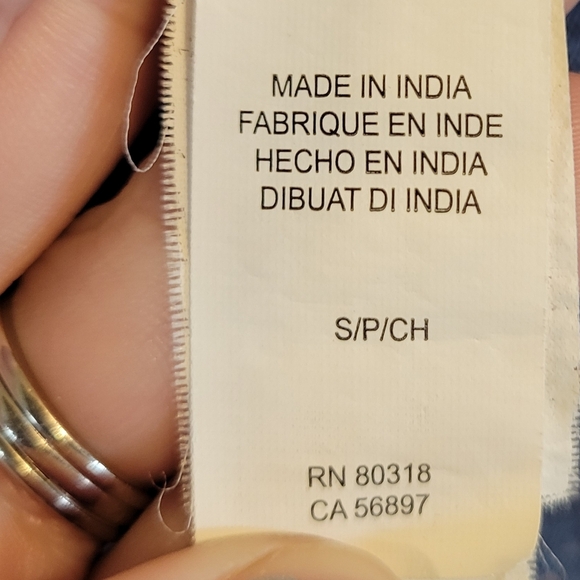 MADE IN INDIA
FABRIQUE EN INDE
HECHO EN INDIA
DIBUAT DI INDIA
S/P/CH
RN 80318
CA 56897